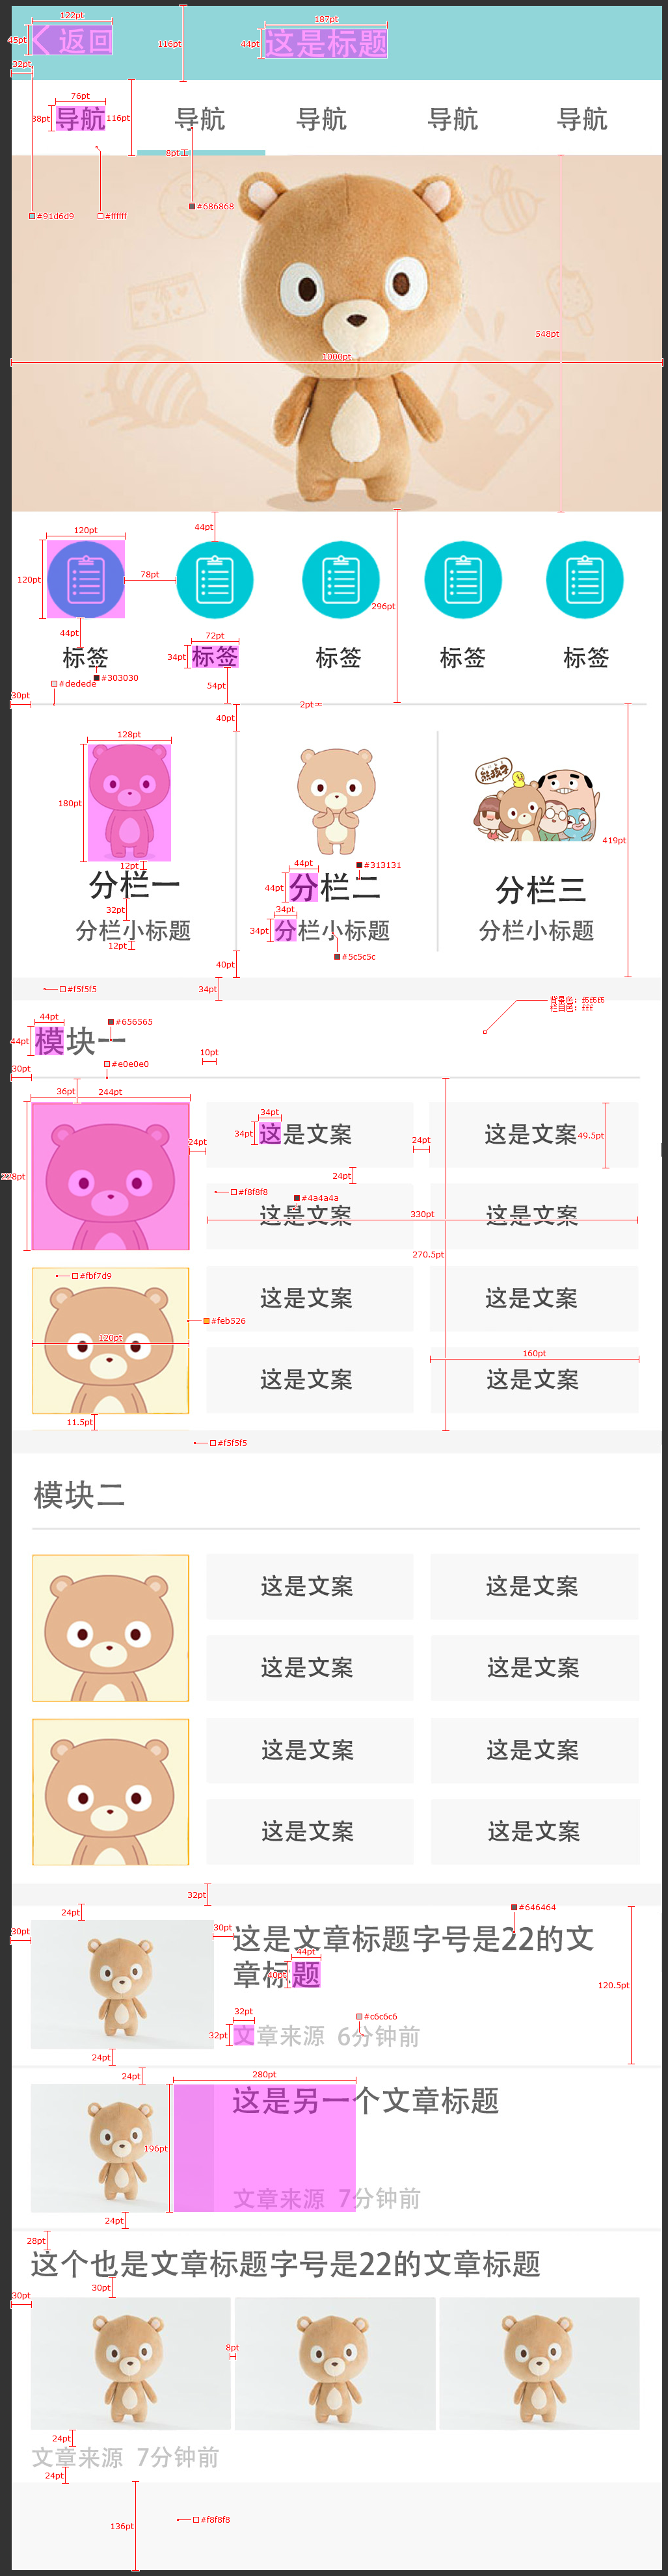 122pt
187pt
45pt
返回
116pt
44pt
这是标题
32pt
76pt
38pt
导航
116pt
导航
导航
导航
导航
8pt
#91d6d9
#ffffff
#686868
548pt
1000pt
44pt
120pt
120pt
78pt
296pt
44pt
72pt
标签
34pt
标签
标签
标签
标签
#303030
#dedede
54pt
30pt
2pt
40pt
128pt
180pt
419pt
熊孩子
12pt
44pt
#313131
分栏一
44pt
分栏二
分栏三
32pt
34pt
分栏小标题
34pt
分栏小标题
分栏小标题
12pt
#5c5c5c
40pt
#f5f5f5
34pt
背景色: f5f5f5
栏目色: fff
44pt
#656565
44pt
模块一
10pt
#e0e0e0
30pt
36pt
244pt
34pt
34pt
这是文案
这是文案
49.5pt
24pt
24pt
228pt
24pt
#f8f8f8
#4a4a4a
这是文案
这是文案
330pt
270.5pt
#fbf7d9
这是文案
这是文案
#feb526
120pt
160pt
这是文案
这是文案
11.5pt
#f5f5f5
模块二
这是文案
这是文案
这是文案
这是文案
这是文案
这是文案
这是文案
这是文案
32pt
#646464
24pt
30pt
30pt
这是文章标题字号是22的文
44pt
章标题
40pt
120.5pt
32pt
#c6c6c6
32pt
文章来源 6分钟前
24pt
24pt
280pt
这是另一个文章标题
196pt
文章来源 7分钟前
24pt
28pt
这个也是文章标题字号是22的文章标题
30pt
30pt
8pt
24pt
文章来源 7分钟前
24pt
136pt
#f8f8f8